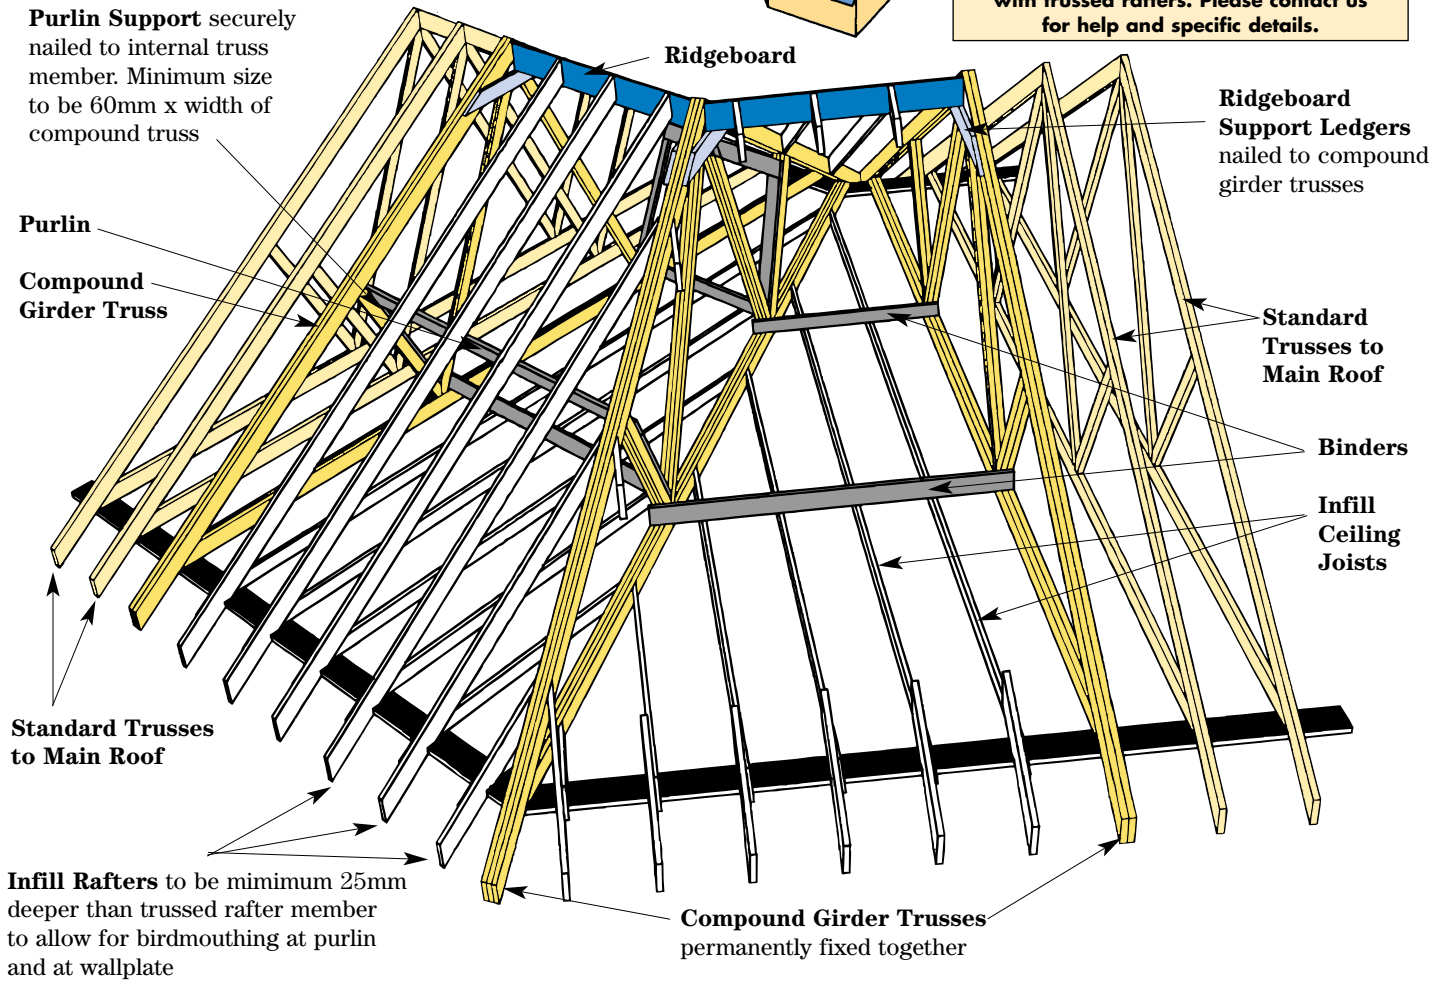 with trussed rafters. Please contact us
for help and specific details.
Purlin Support securely
nailed to internal truss
member. Minimum size
to be 60mm x width of
compound truss
Ridgeboard
Ridgeboard
Support Ledgers
nailed to compound
girder trusses
Purlin
Compound
Girder Truss
Standard
Trusses to
Main Roof
Binders
Infill
Ceiling
Joists
Standard Trusses
to Main Roof
Infill Rafters to be mimimum 25mm
deeper than trussed rafter member
to allow for birdmouthing at purlin
and at wallplate
Compound Girder Trusses
permanently fixed together